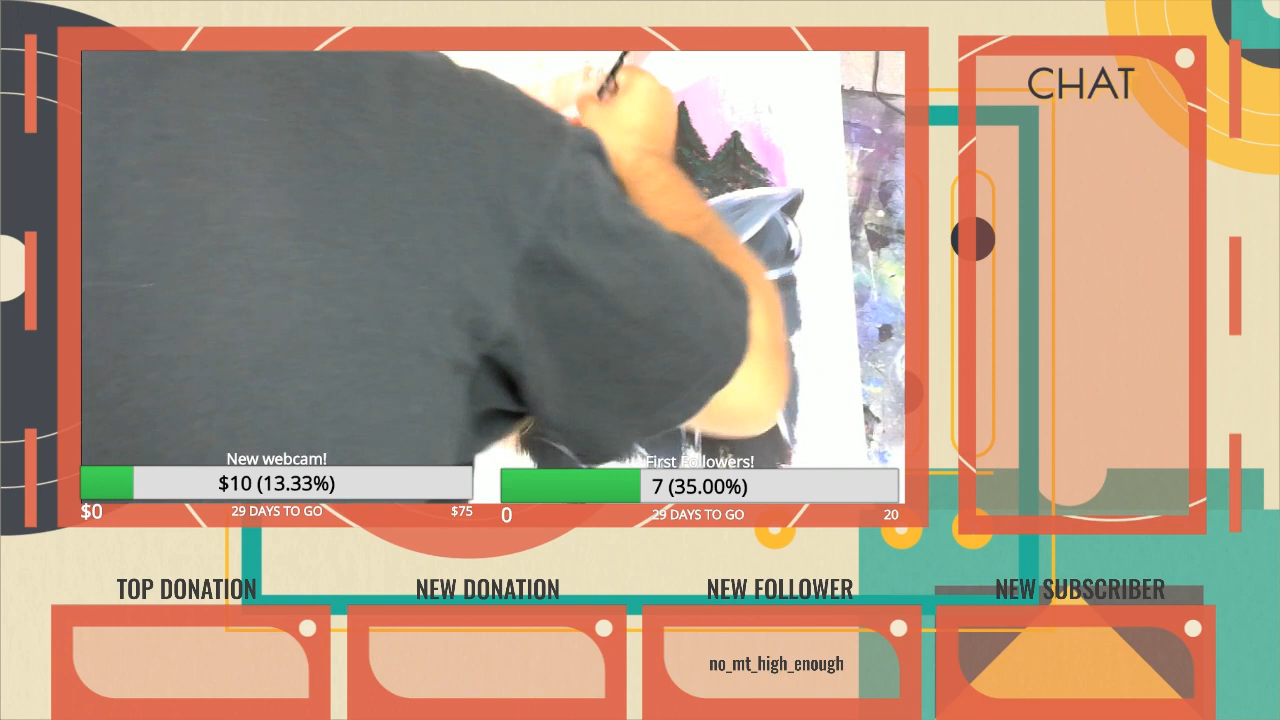 CHAT
New webcam!
$10 (13.33%)
$0
29 DAYS TO GO
$75
First Followers!
7 (35.00%)
0
29 DAYS TO GO
20
TOP DONATION
NEW DONATION
NEW FOLLOWER
NEW SUBSCRIBER
no_mt_high_enough